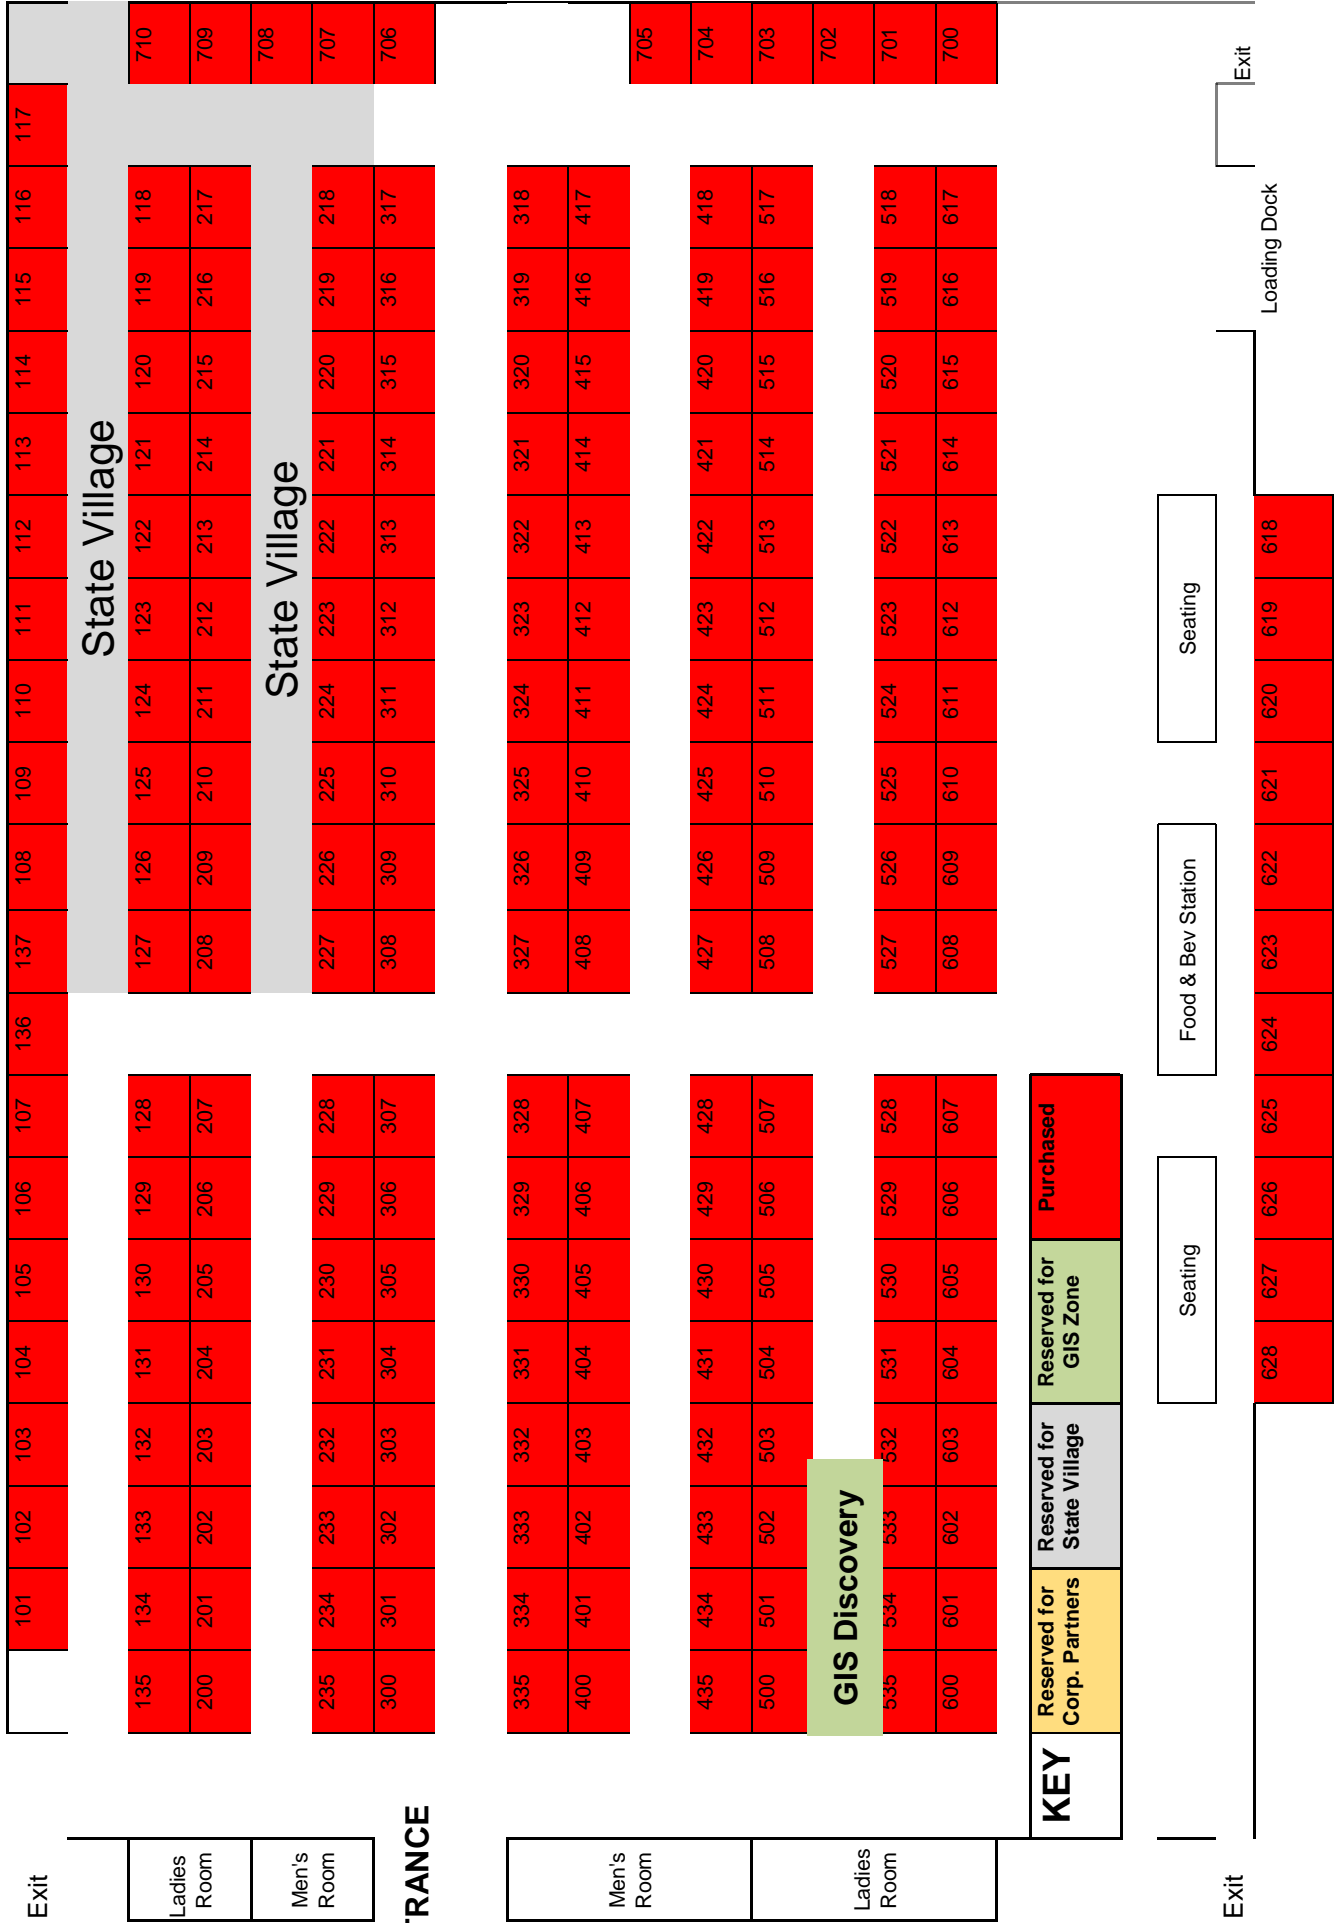 101 102 103 104 105 106 107 136 137 108 109 110 111 112 113 114 115 116 117
Exit
State Village
135 134 133 132 131 130 129 128 127 126 125 124 123 122 121 120 119 118 710
Ladies
Room
200 201 202 203 204 205 206 207 208 209 210 211 212 213 214 215 216 217 709
State Village
708
Men's
Room
235 234 233 232 231 230 229 228 227 226 225 224 223 222 221 220 219 218 707
300 301 302 303 304 305 306 307 308 309 310 311 312 313 314 315 316 317 706
TRANCE
335 334 333 332 331 330 329 328 327 326 325 324 323 322 321 320 319 318
400 401 402 403 404 405 406 407 408 409 410 411 412 413 414 415 416 417
Men's
Room
705
435 434 433 432 431 430 429 428 427 426 425 424 423 422 421 420 419 418 704
500 501 502 503 504 505 506 507 508 509 510 511 512 513 514 515 516 517 703
GIS Discovery
702
Ladies
Room
535 534 533 532 531 530 529 528 527 526 525 524 523 522 521 520 519 518 701
600 601 602 603 604 605 606 607 608 609 610 611 612 613 614 615 616 617 700
KEY
Reserved for
Corp. Partners
Reserved for
State Village
Reserved for
GIS Zone
Purchased
Seating
Food & Bev Station
Seating
Exit
Exit
Loading Dock
628 627 626 625 624 623 622 621 620 619 618